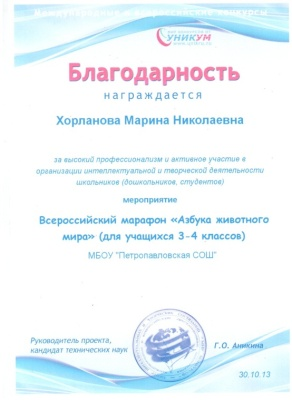 Международные и всероссийские конкурсы
УНИКУМ
Благодарность
награждается
Хорланова Марина Николаевна
за высокий профессионализм и активное участие в
организации интеллектуальной и творческой деятельности
школьников (дошкольников, студентов)
мероприятие
Всероссийский марафон «Азбука животного
мира» (для учащихся 3-4 классов)
МБОУ "Петропавловская СОШ"
Руководитель проекта,
кандидат технических наук
Г.О. Аникина
30.10.13